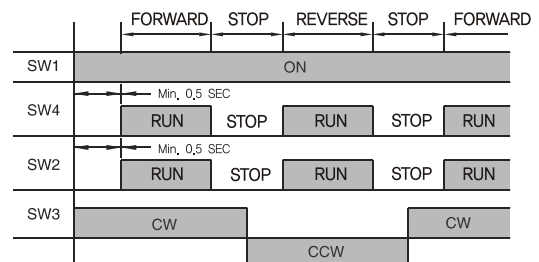 FORWARD STOP REVERSE STOP FORWARD
SW1 ON
Min. 0.5 SEC
SW4 RUN STOP RUN STOP RUN
Min. 0.5 SEC
SW2 RUN STOP RUN STOP RUN
SW3 CW CW
CCW